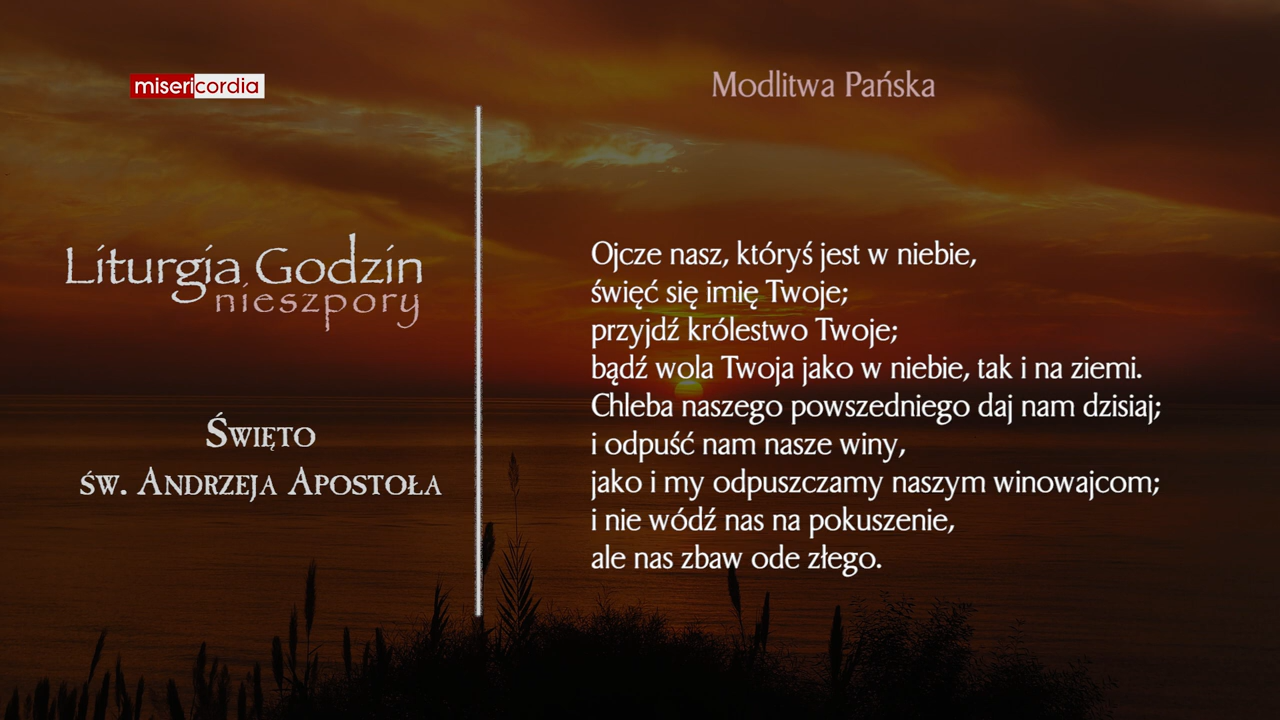 misericordia
Liturgia Godzin
nieszpory
Święto
św. Andrzeja Apostoła
Modlitwa Pańska
Ojcze nasz, któryś jest w niebie,
święć się imię Twoje;
przyjdź królestwo Twoje;
bądź wola Twoja jako w niebie, tak i na ziemi.
Chleba naszego powszedniego daj nam dzisiaj;
i odpuść nam nasze winy,
jako i my odpuszczamy naszym winowajcom;
i nie wódź nas na pokuszenie,
ale nas zbaw ode złego.